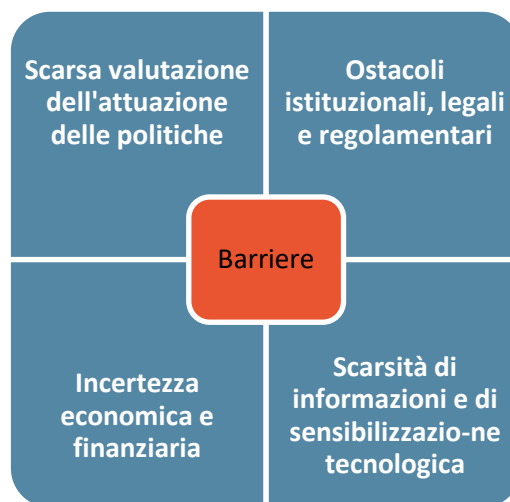 Scarsa valutazione
dell'attuazione
delle politiche
Ostacoli
istituzionali, legali
e regolamentari
Barriere
Incertezza
economica e
finanziaria
Scarsità di
informazioni e di
sensibilizzazio-ne
tecnologica